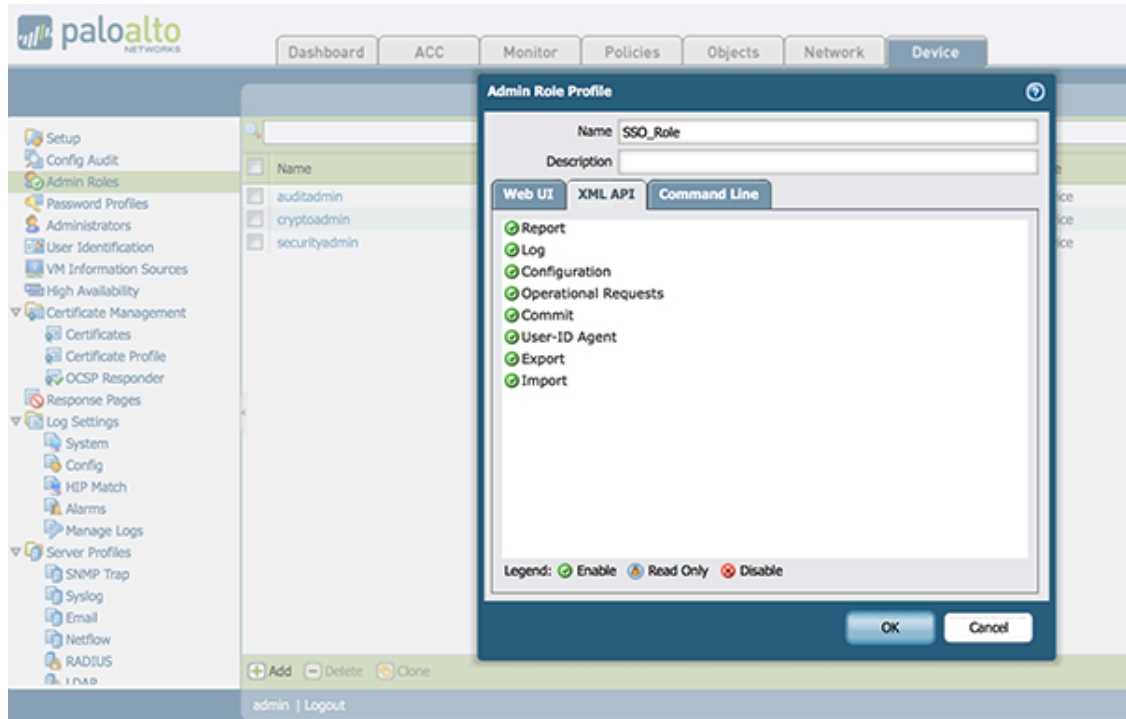 paloalto
NETWORKS
Dashboard ACC Monitor Policies Objects Network Device
Admin Role Profile
Name SSO_Role
Description
Web UI XML API Command Line
Report
Log
Configuration
Operational Requests
Commit
User-ID Agent
Export
Import
Legend: Enable Read Only Disable
OK Cancel
Setup
Config Audit
Admin Roles
Password Profiles
Administrators
User Identification
VM Information Sources
High Availability
Certificate Management
Certificates
Certificate Profile
OCSP Responder
Response Pages
Log Settings
System
Config
HIP Match
Alarms
Manage Logs
Server Profiles
SNMP Trap
Syslog
Email
Netflow
RADIUS
Name
auditadmin
cryptoadmin
securityadmin
Add Delete Clone
admin | Logout